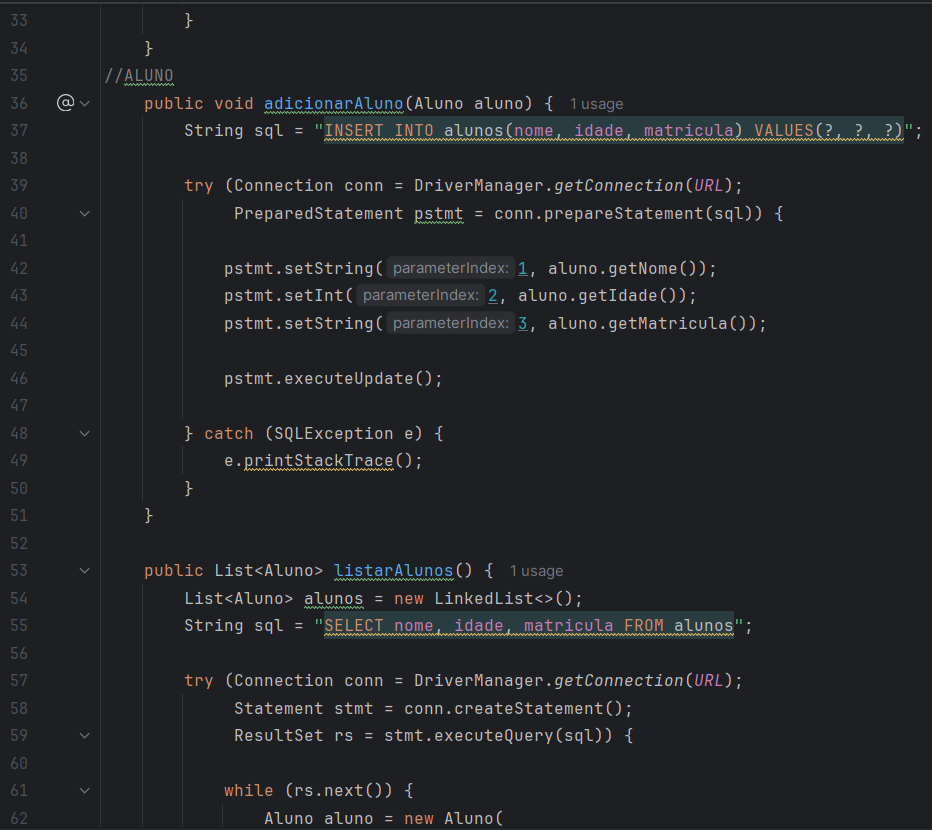 33 }
34 }
35 //ALUNO
36 @ public void adicionarAluno(Aluno aluno) { 1 usage
37 String sql = "INSERT INTO alunos(nome, idade, matricula) VALUES(?, ?, ?)";
38
39 try (Connection conn = DriverManager.getConnection(URL);
40 PreparedStatement pstmt = conn.prepareStatement(sql)) {
41
42 pstmt.setString( parameterIndex: 1, aluno.getNome());
43 pstmt.setInt( parameterIndex: 2, aluno.getIdade());
44 pstmt.setString( parameterIndex: 3, aluno.getMatricula());
45
46 pstmt.executeUpdate();
47
48 } catch (SQLException e) {
49 e.printStackTrace();
50 }
51 }
52
53 public List<Aluno> listarAlunos() { 1 usage
54 List<Aluno> alunos = new LinkedList<>();
55 String sql = "SELECT nome, idade, matricula FROM alunos";
56
57 try (Connection conn = DriverManager.getConnection(URL);
58 Statement stmt = conn.createStatement();
59 ResultSet rs = stmt.executeQuery(sql)) {
60
61 while (rs.next()) {
62 Aluno aluno = new Aluno(